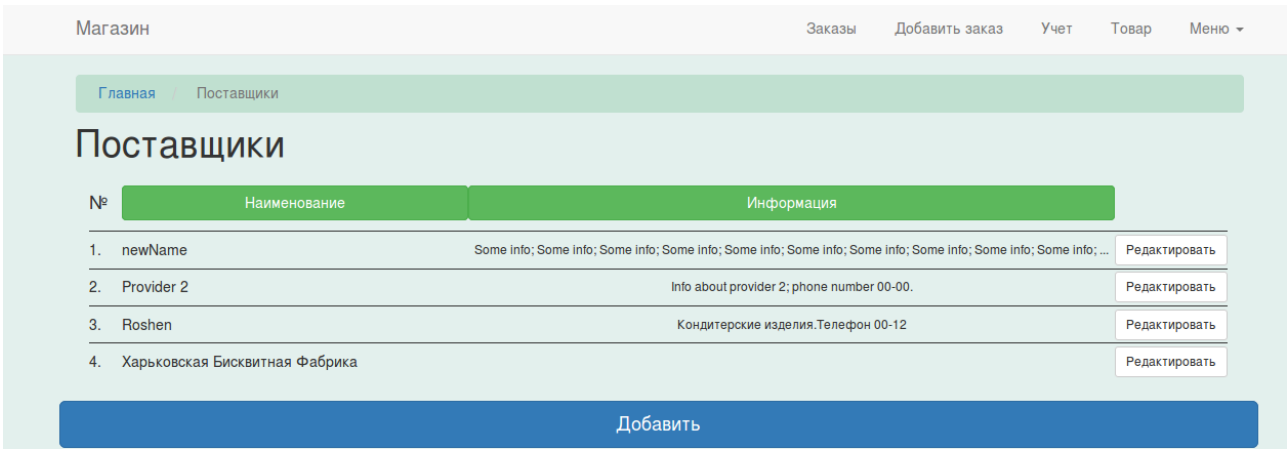 Магазин Заказы Добавить заказ Учет Товар Меню
Главная / Поставщики
Поставщики
№ Наименование Информация
1. newName Some info; Some info; Some info; Some info; Some info; Some info; Some info; Some info; Some info; Some info; ... Редактировать
2. Provider 2 Info about provider 2; phone number 00-00. Редактировать
3. Roshen Кондитерские изделия.Телефон 00-12 Редактировать
4. Харьковская Бисквитная Фабрика Редактировать
Добавить